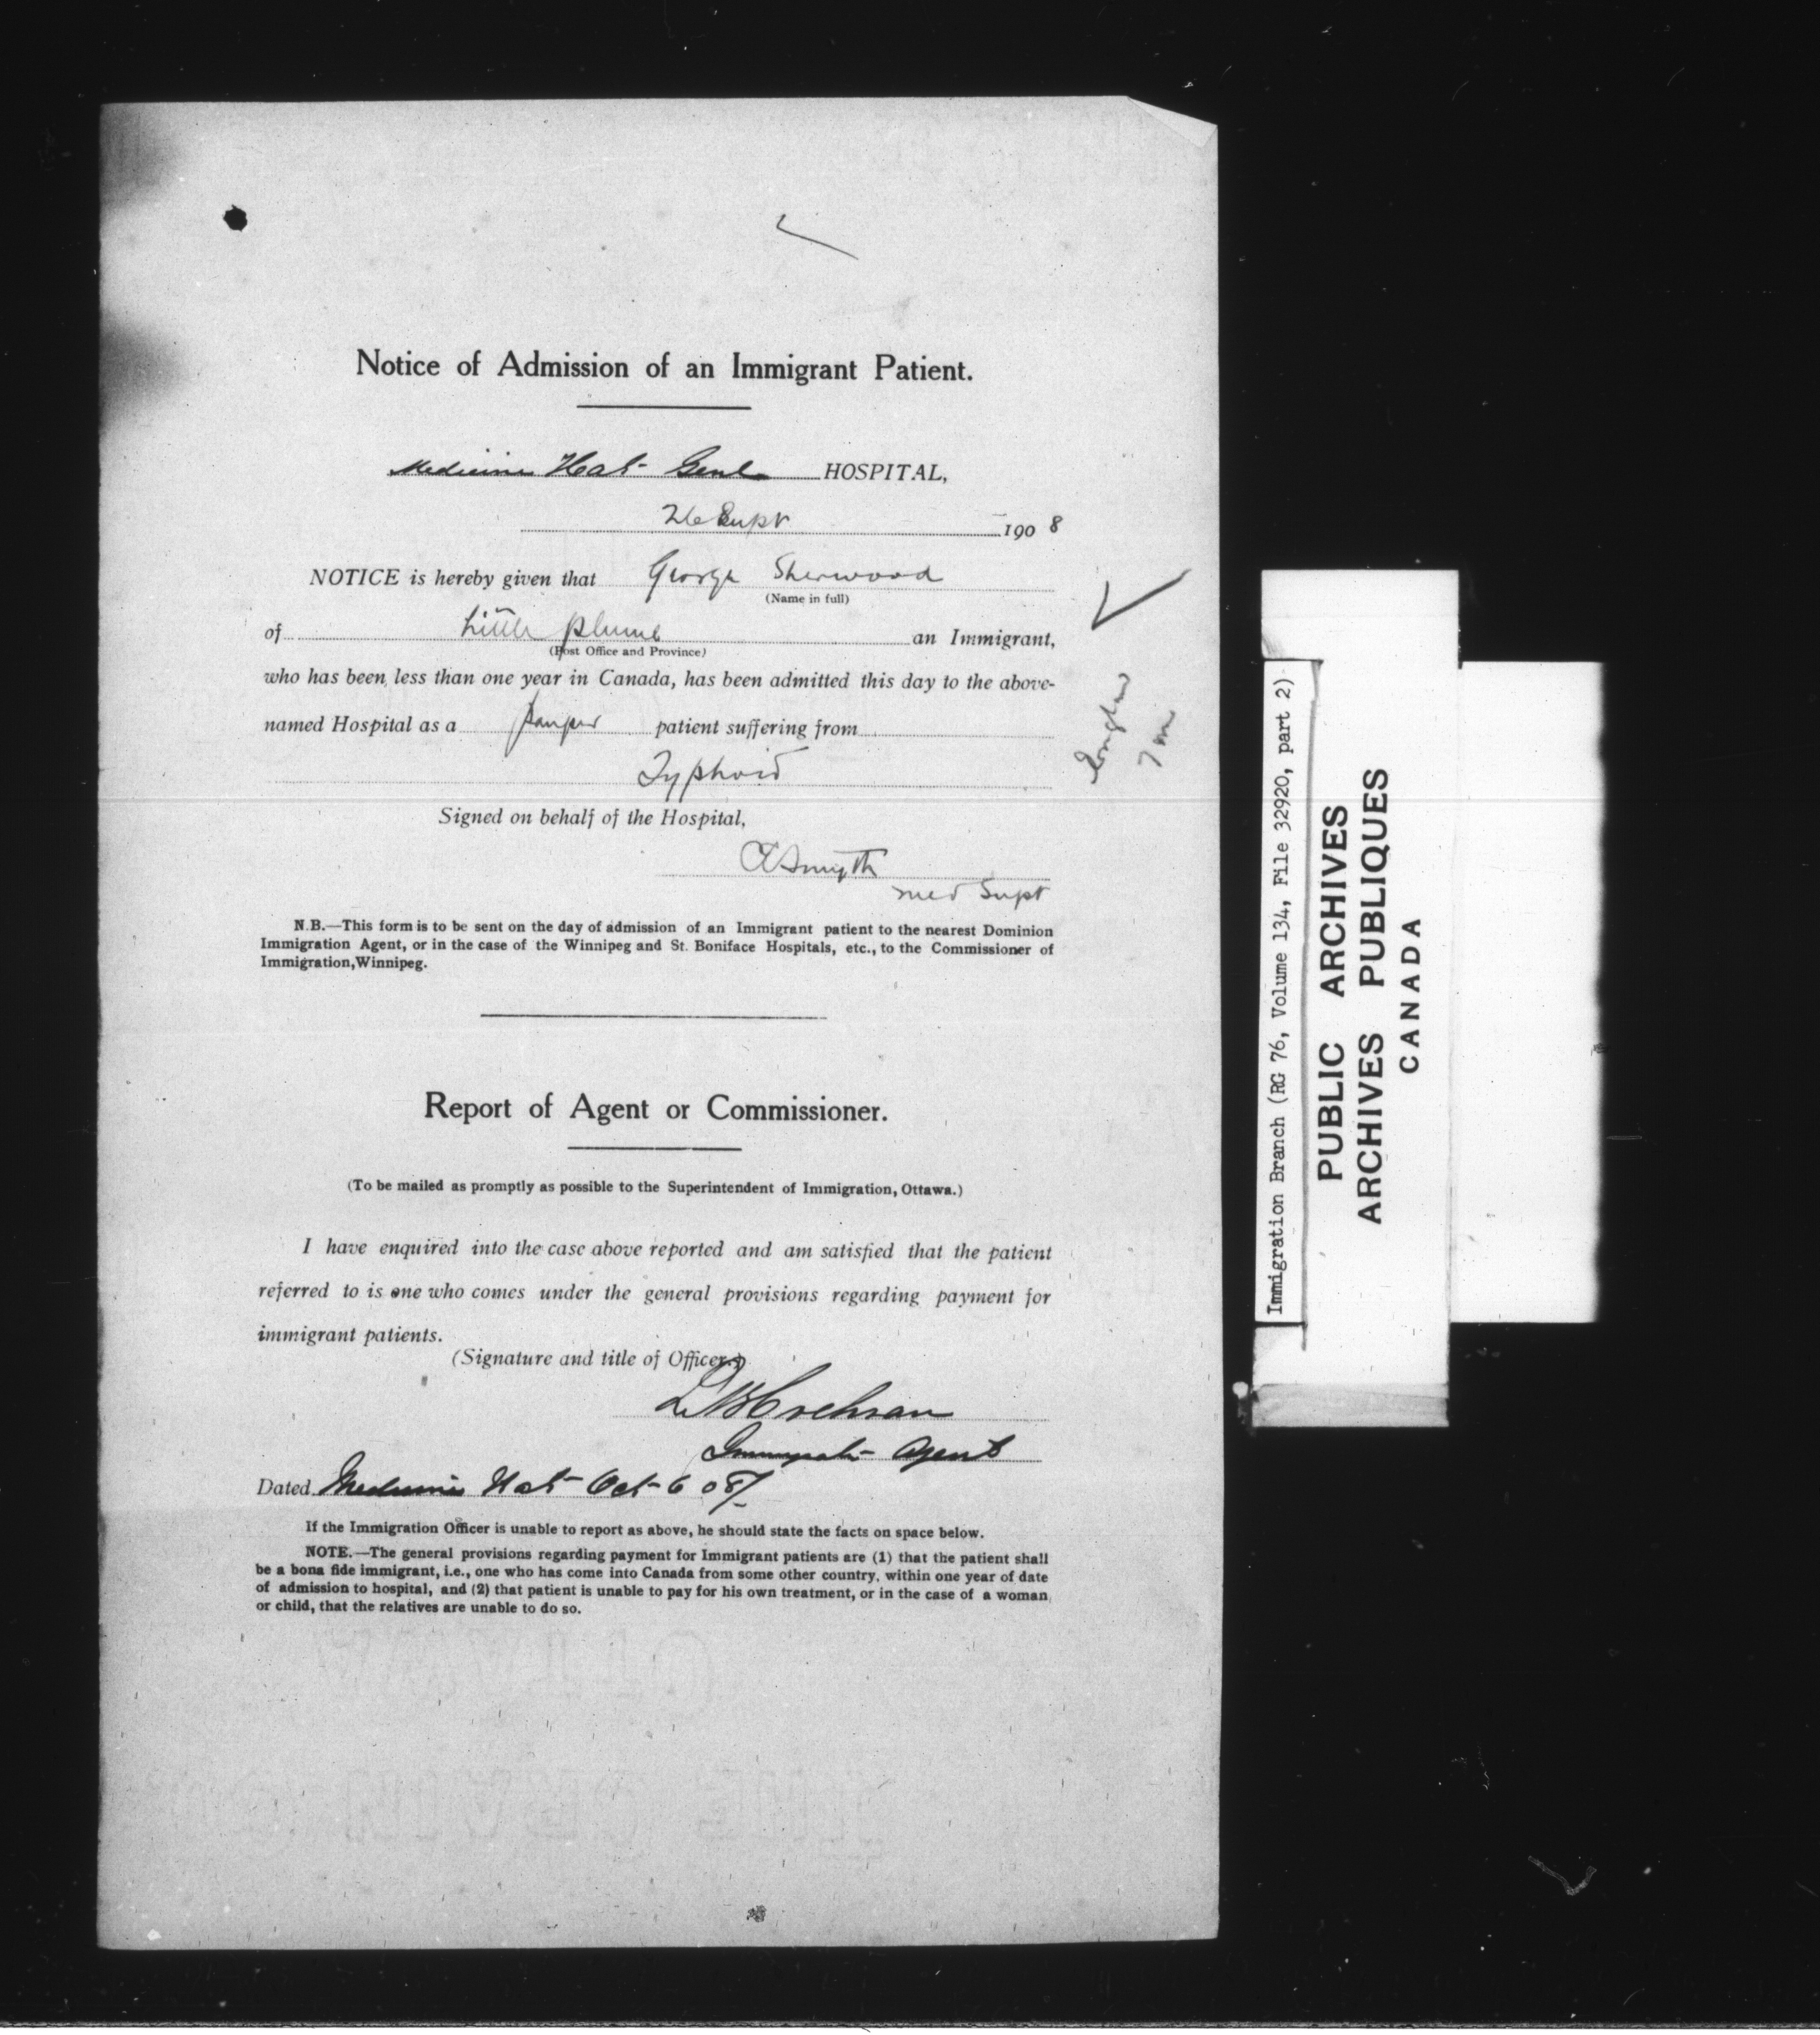 Notice of Admission of an Immigrant Patient.
Medicine Hat Genl HOSPITAL,
26 Sept 1908
NOTICE is hereby given that George Sherwood
(Name in full)
of Little plume an Immigrant,
(Post Office and Province)
who has been less than one year in Canada, has been admitted this day to the above-
named Hospital as a pauper patient suffering from
Typhoid
Signed on behalf of the Hospital,
Smyth
Med Supt
N.B.—This form is to be sent on the day of admission of an Immigrant patient to the nearest Dominion
Immigration Agent, or in the case of the Winnipeg and St. Boniface Hospitals, etc., to the Commissioner of
Immigration, Winnipeg.
Report of Agent or Commissioner.
(To be mailed as promptly as possible to the Superintendent of Immigration, Ottawa.)
I have enquired into the case above reported and am satisfied that the patient
referred to is one who comes under the general provisions regarding payment for
immigrant patients.
(Signature and title of Officer.)
Cochran
Immigration Agent
Dated Medicine Hat Oct 6 08/
If the Immigration Officer is unable to report as above, he should state the facts on space below.
NOTE.—The general provisions regarding payment for Immigrant patients are (1) that the patient shall
be a bona fide immigrant, i.e., one who has come into Canada from some other country, within one year of date
of admission to hospital, and (2) that patient is unable to pay for his own treatment, or in the case of a woman
or child, that the relatives are unable to do so.
Immigration Branch (RG 76, Volume 134, File 32920, part 2)
PUBLIC ARCHIVES
ARCHIVES PUBLIQUES
CANADA